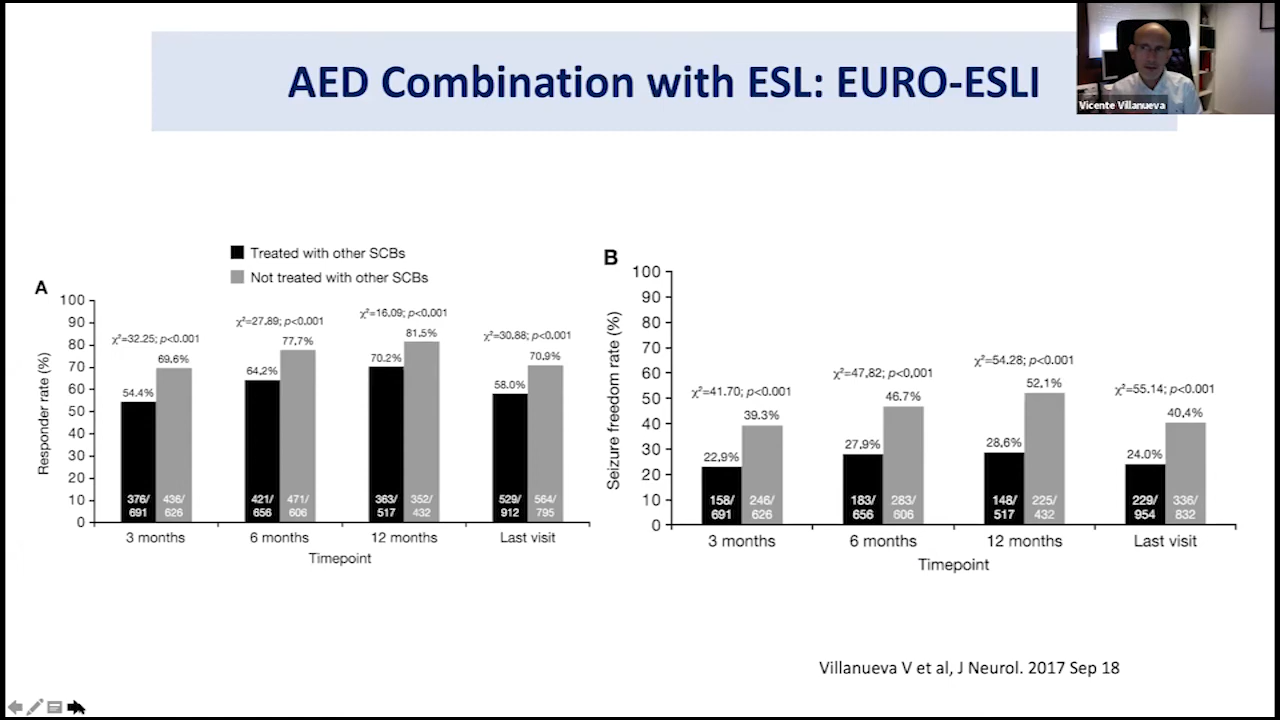 AED Combination with ESL: EURO-ESLI
Vicente Villanueva
Treated with other SCBs
Not treated with other SCBs
A
Responder rate (%)
100
90
80
70
60
50
40
30
20
10
0
χ²=32.25; p<0.001
54.4%
69.6%
376/
691
436/
626
3 months
χ²=27.89; p<0.001
64.2%
77.7%
421/
656
471/
606
6 months
χ²=16.09; p<0.001
70.2%
81.5%
363/
517
352/
432
12 months
χ²=30.88; p<0.001
58.0%
70.9%
529/
912
564/
795
Last visit
Timepoint
B
Seizure freedom rate (%)
100
90
80
70
60
50
40
30
20
10
0
χ²=41.70; p<0.001
22.9%
39.3%
158/
691
246/
626
3 months
χ²=47.82; p<0.001
27.9%
46.7%
183/
656
283/
606
6 months
χ²=54.28; p<0.001
28.6%
52.1%
148/
517
225/
432
12 months
χ²=55.14; p<0.001
24.0%
40.4%
229/
954
336/
832
Last visit
Timepoint
Villanueva V et al, J Neurol. 2017 Sep 18